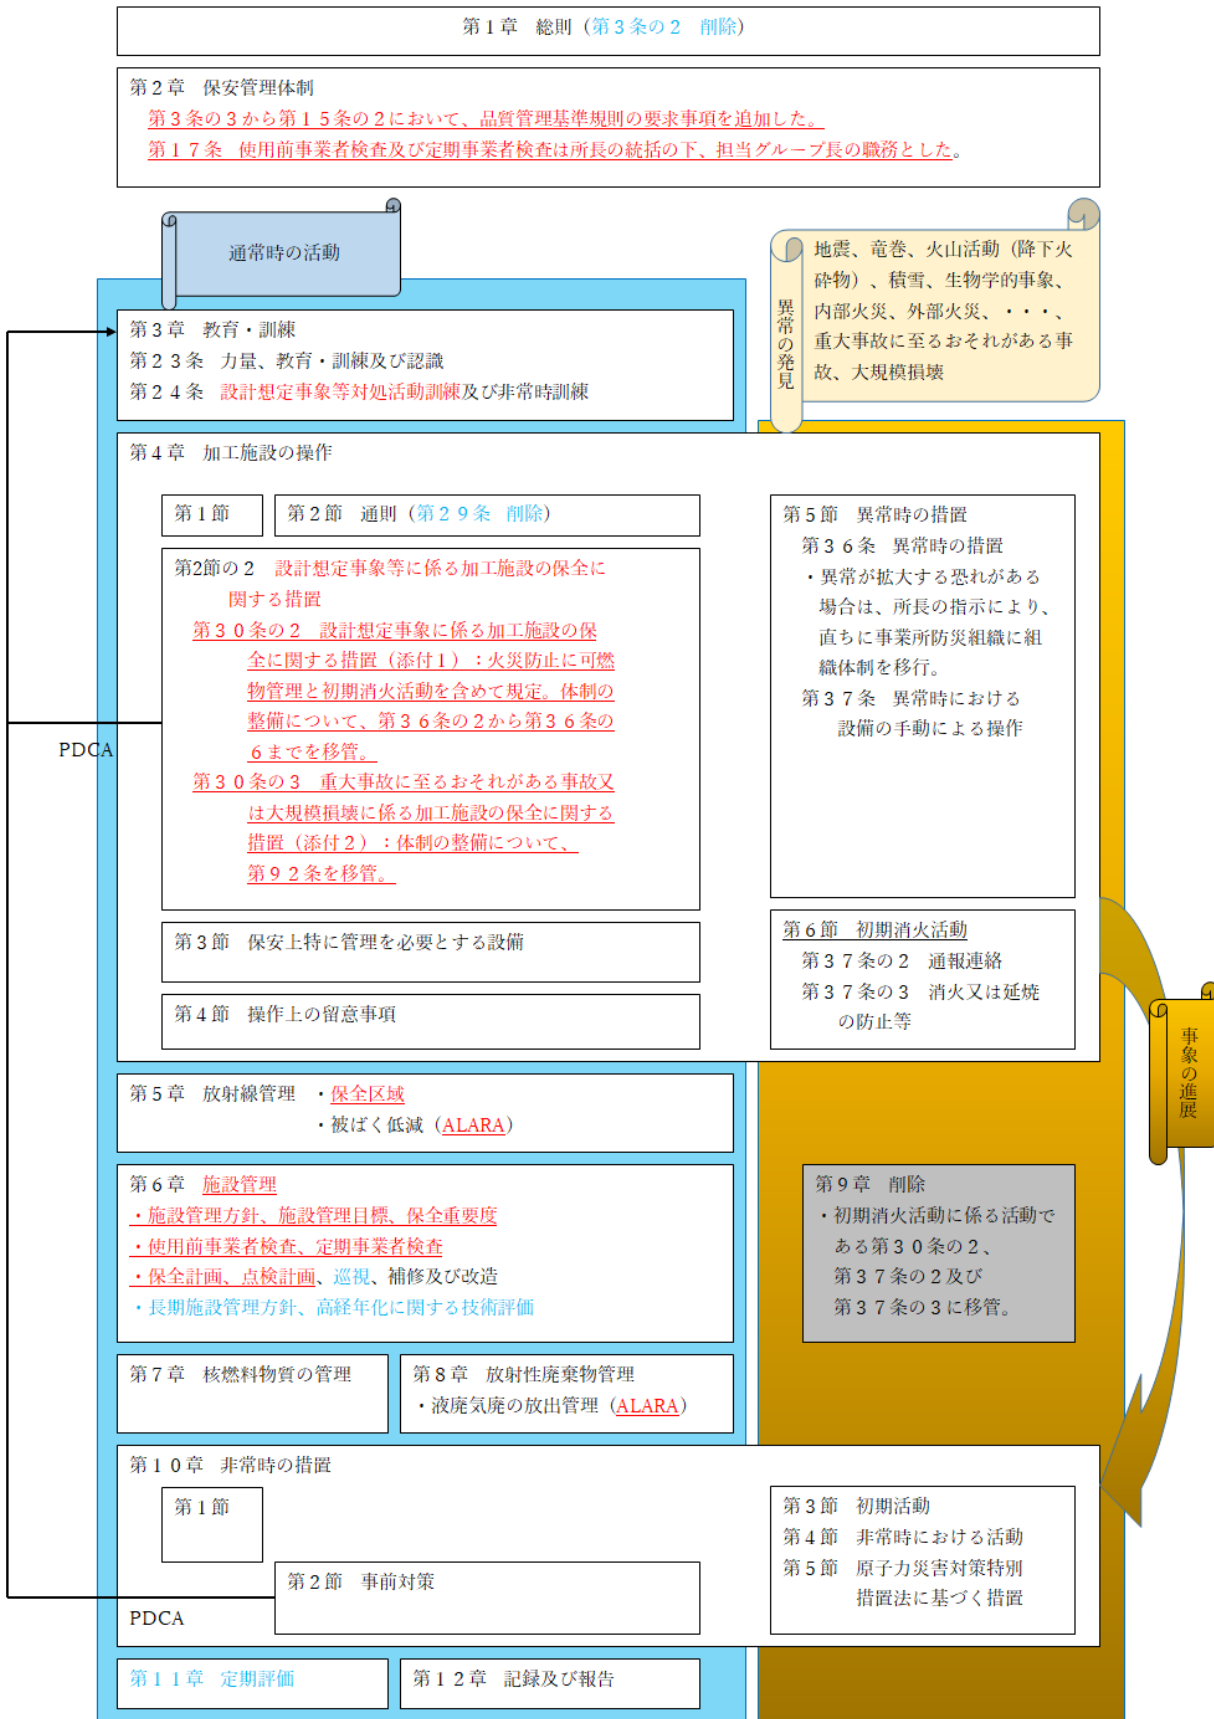 第１章　総則（第３条の２　削除）
第２章　保安管理体制
第３条の３から第１５条の２において、品質管理基準規則の要求事項を追加した。
第１７条　使用前事業者検査及び定期事業者検査は所長の統括の下、担当グループ長の職務とした。
通常時の活動
異常の発見
地震、竜巻、火山活動（降下火
砕物）、積雪、生物学的事象、
内部火災、外部火災、・・・、
重大事故に至るおそれがある事
故、大規模損壊
第３章　教育・訓練
第２３条　力量、教育・訓練及び認識
第２４条　設計想定事象等対処活動訓練及び非常時訓練
第４章　加工施設の操作
第１節
第２節　通則（第２９条　削除）
第2節の２　設計想定事象等に係る加工施設の保全に
関する措置
第３０条の２　設計想定事象に係る加工施設の保
全に関する措置（添付１）：火災防止に可燃
物管理と初期消火活動を含めて規定。体制の
整備について、第３６条の２から第３６条の
６までを移管。
第３０条の３　重大事故に至るおそれがある事故又
は大規模損壊に係る加工施設の保全に関する
措置（添付２）：体制の整備について、
第９２条を移管。
PDCA
第３節　保安上特に管理を必要とする設備
第４節　操作上の留意事項
第５節　異常時の措置
第３６条　異常時の措置
・異常が拡大する恐れがある
場合は、所長の指示により、
直ちに事業所防災組織に組
織体制を移行。
第３７条　異常時における
設備の手動による操作
第６節　初期消火活動
第３７条の２　通報連絡
第３７条の３　消火又は延焼
の防止等
事象の進展
第５章　放射線管理　・保全区域
・被ばく低減（ALARA）
第６章　施設管理
・施設管理方針、施設管理目標、保全重要度
・使用前事業者検査、定期事業者検査
・保全計画、点検計画、巡視、補修及び改造
・長期施設管理方針、高経年化に関する技術評価
第９章　削除
・初期消火活動に係る活動で
ある第３０条の２、
第３７条の２及び
第３７条の３に移管。
第７章　核燃料物質の管理
第８章　放射性廃棄物管理
・液廃気廃の放出管理（ALARA）
第１０章　非常時の措置
第１節
第２節　事前対策
PDCA
第３節　初期活動
第４節　非常時における活動
第５節　原子力災害対策特別
措置法に基づく措置
第１１章　定期評価
第１２章　記録及び報告